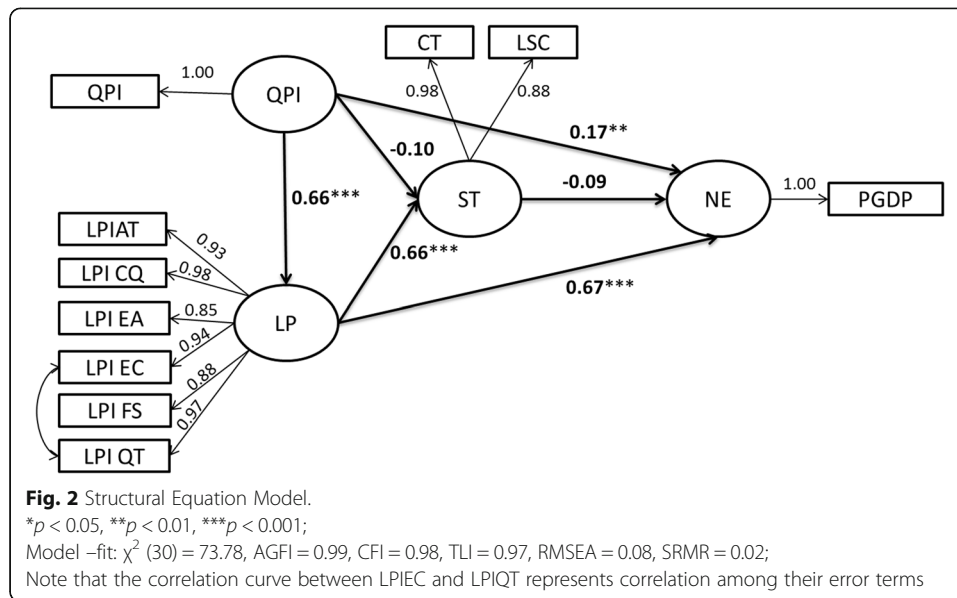 CT
LSC
QPI
1.00
QPI
0.98
0.88
0.17**
-0.10
0.66***
ST
-0.09
NE
1.00
PGDP
LPIAT
0.93
0.66***
LPI CQ
0.98
LPI EA
0.85
LP
0.67***
LPI EC
0.94
LPI FS
0.88
LPI QT
0.97
Fig. 2 Structural Equation Model.
*p < 0.05, **p < 0.01, ***p < 0.001;
Model –fit: χ² (30) = 73.78, AGFI = 0.99, CFI = 0.98, TLI = 0.97, RMSEA = 0.08, SRMR = 0.02;
Note that the correlation curve between LPIEC and LPIQT represents correlation among their error terms